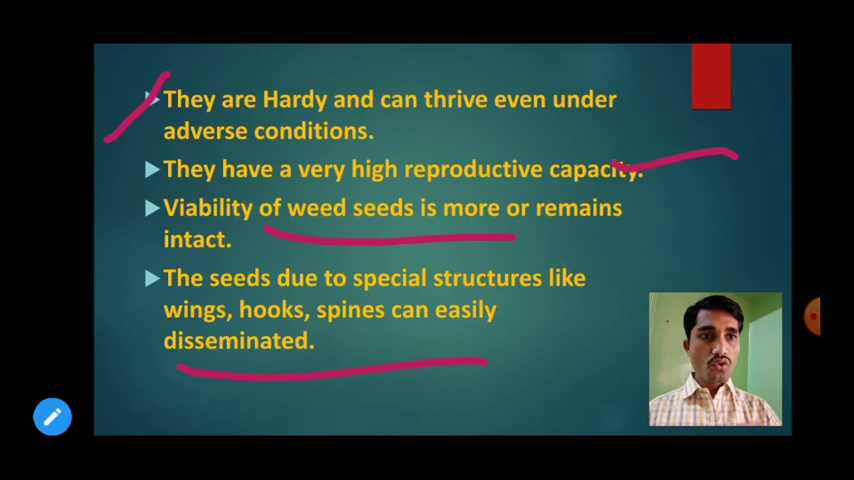 They are Hardy and can thrive even under
adverse conditions.
They have a very high reproductive capacity.
Viability of weed seeds is more or remains
intact.
The seeds due to special structures like
wings, hooks, spines can easily
disseminated.